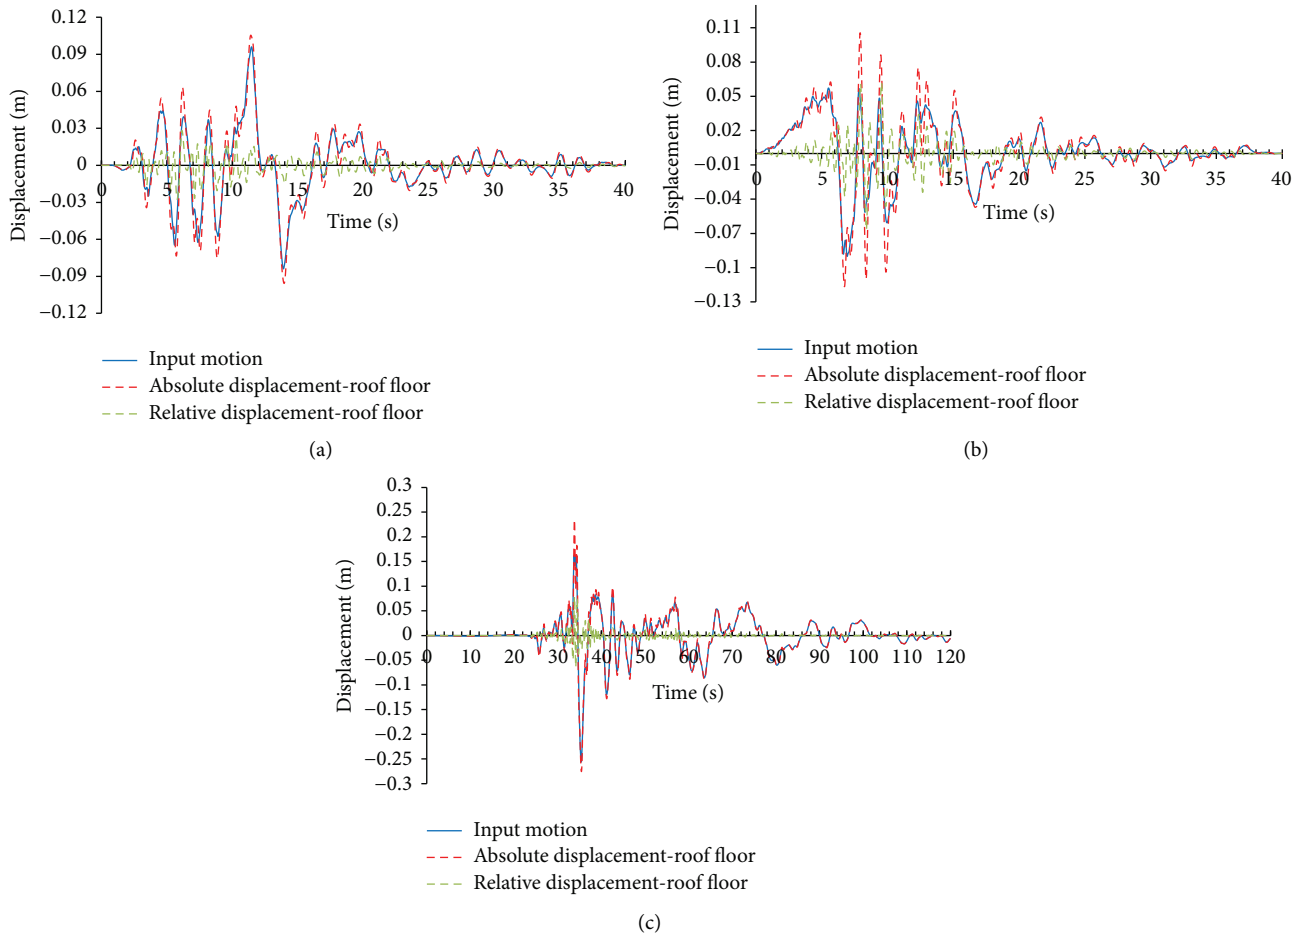 0.12
0.09
0.06
0.03
0
−0.03
−0.06
−0.09
−0.12
Displacement (m)
0 5 10 15 20 25 30 35 40
Time (s)
Input motion
Absolute displacement-roof floor
Relative displacement-roof floor
(a)
0.11
0.08
0.05
0.02
−0.01
−0.04
−0.07
−0.1
−0.13
Displacement (m)
0 5 10 15 20 25 30 35 40
Time (s)
Input motion
Absolute displacement-roof floor
Relative displacement-roof floor
(b)
0.3
0.25
0.2
0.15
0.1
0.05
0
−0.05
−0.1
−0.15
−0.2
−0.25
−0.3
Displacement (m)
0 10 20 30 40 50 60 70 80 90 100 110 120
Time (s)
Input motion
Absolute displacement-roof floor
Relative displacement-roof floor
(c)